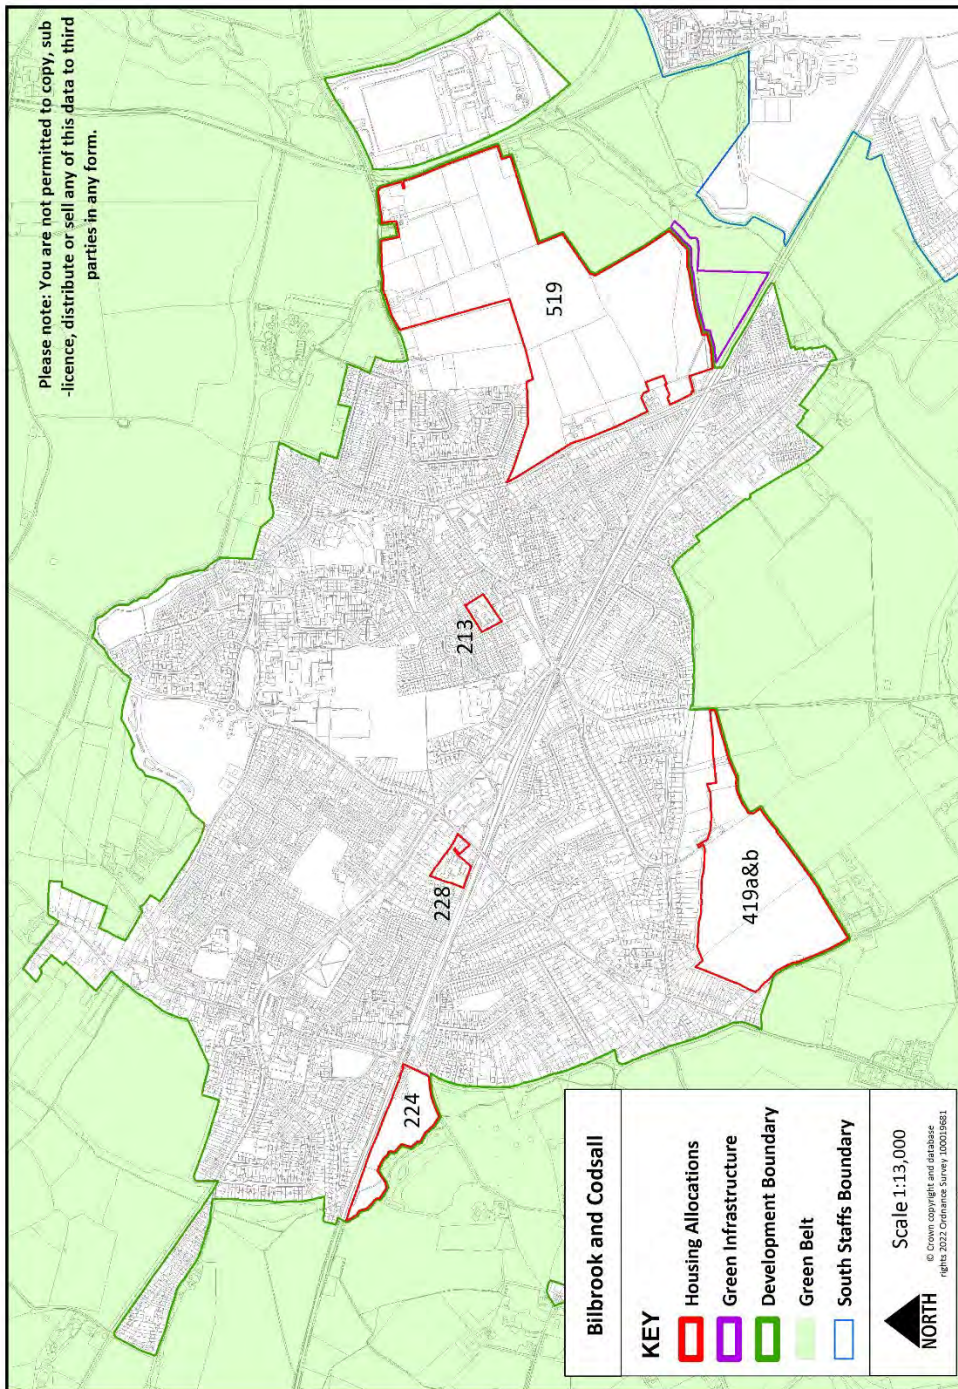 Please note: You are not permitted to copy, sub
-licence, distribute or sell any of this data to third
parties in any form.
519
213
228
419a&b
224
Bilbrook and Codsall
KEY
Housing Allocations
Green Infrastructure
Development Boundary
Green Belt
South Staffs Boundary
NORTH
Scale 1:13,000
© Crown copyright and database
rights 2022 Ordnance Survey 100019681